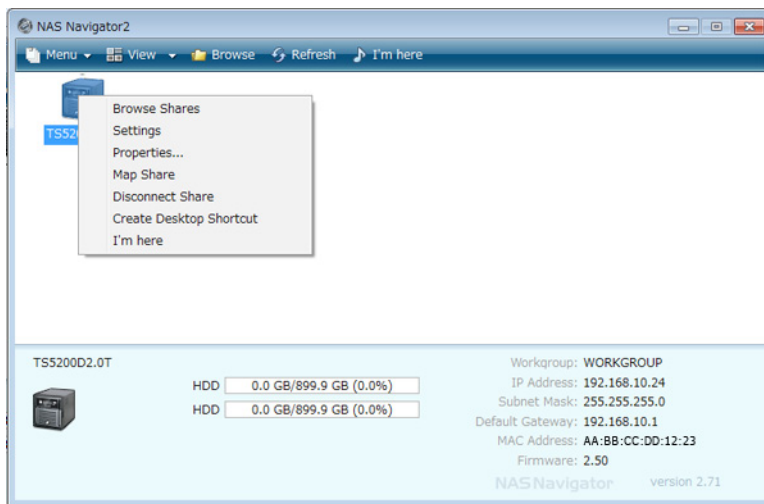 NAS Navigator2
Menu View Browse Refresh I'm here
TS52
Browse Shares
Settings
Properties...
Map Share
Disconnect Share
Create Desktop Shortcut
I'm here
TS5200D2.0T
HDD 0.0 GB/899.9 GB (0.0%)
HDD 0.0 GB/899.9 GB (0.0%)
Workgroup: WORKGROUP
IP Address: 192.168.10.24
Subnet Mask: 255.255.255.0
Default Gateway: 192.168.10.1
MAC Address: AA:BB:CC:DD:12:23
Firmware: 2.50
NAS Navigator version 2.71